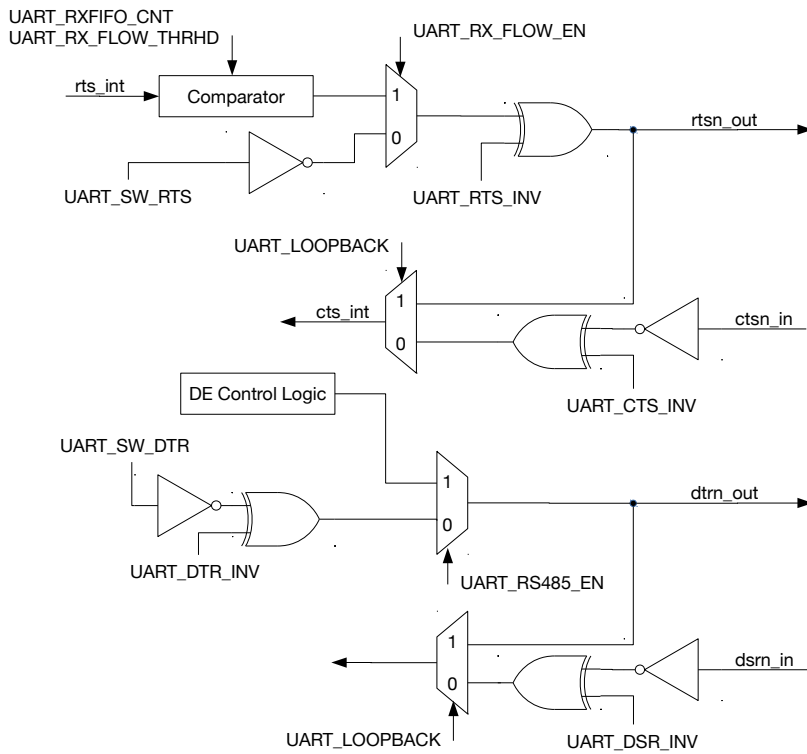 UART_RXFIFO_CNT
UART_RX_FLOW_THRHD
UART_RX_FLOW_EN
rts_int
Comparator
1
0
rtsn_out
UART_SW_RTS
UART_RTS_INV
UART_LOOPBACK
1
cts_int
0
ctsn_in
DE Control Logic
UART_CTS_INV
UART_SW_DTR
1
dtrn_out
0
UART_DTR_INV
UART_RS485_EN
1
dsrn_in
0
UART_LOOPBACK
UART_DSR_INV